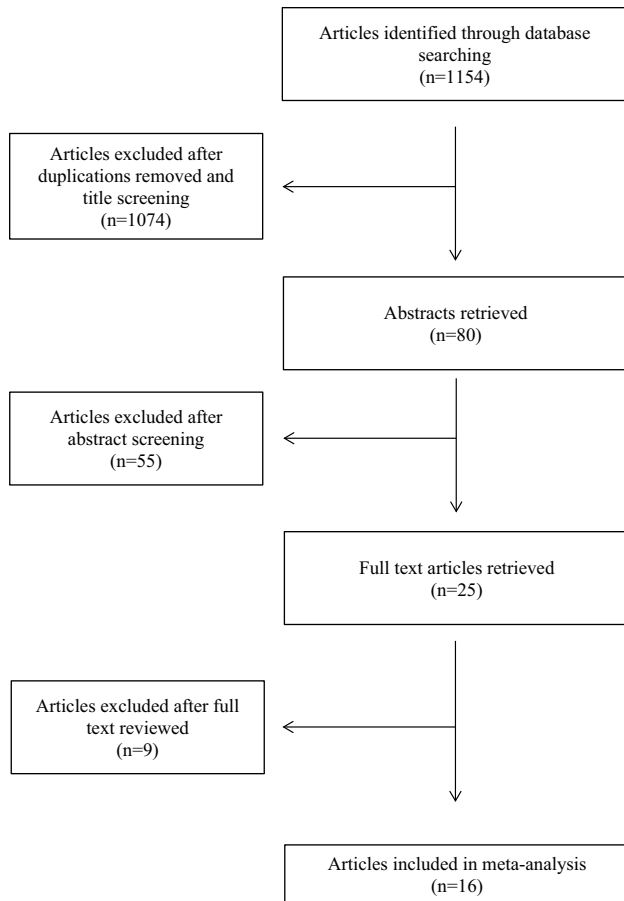 Articles identified through database
searching
(n=1154)
Articles excluded after
duplications removed and
title screening
(n=1074)
Abstracts retrieved
(n=80)
Articles excluded after
abstract screening
(n=55)
Full text articles retrieved
(n=25)
Articles excluded after full
text reviewed
(n=9)
Articles included in meta-analysis
(n=16)